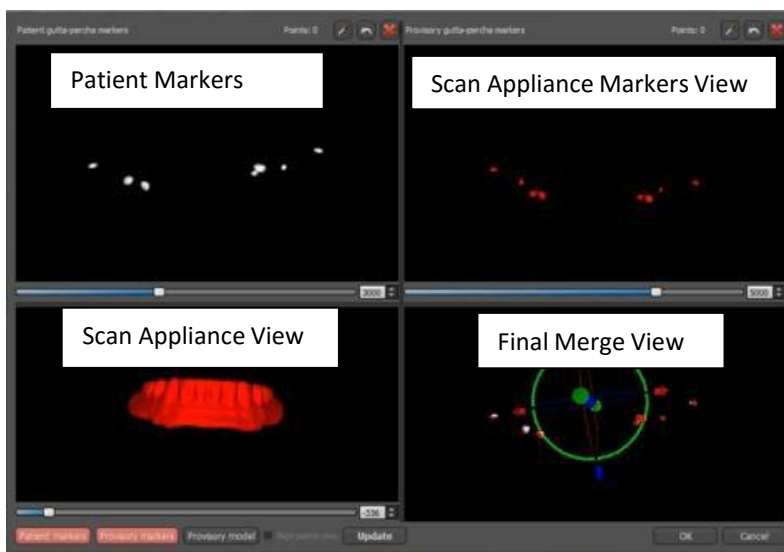 Patient gutta-percha markers Points: 0
Provisory gutta-percha markers Points: 0
Patient Markers
Scan Appliance Markers View
3000
5000
Scan Appliance View
Final Merge View
-336
Patient markers Provisory markers Provisory model Update
OK Cancel